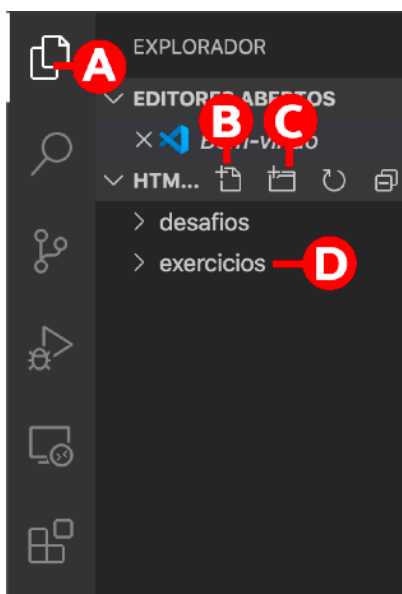 A
EXPLORADOR
EDITORES ABERTOS
B C
HTM...
desafios
exercicios D